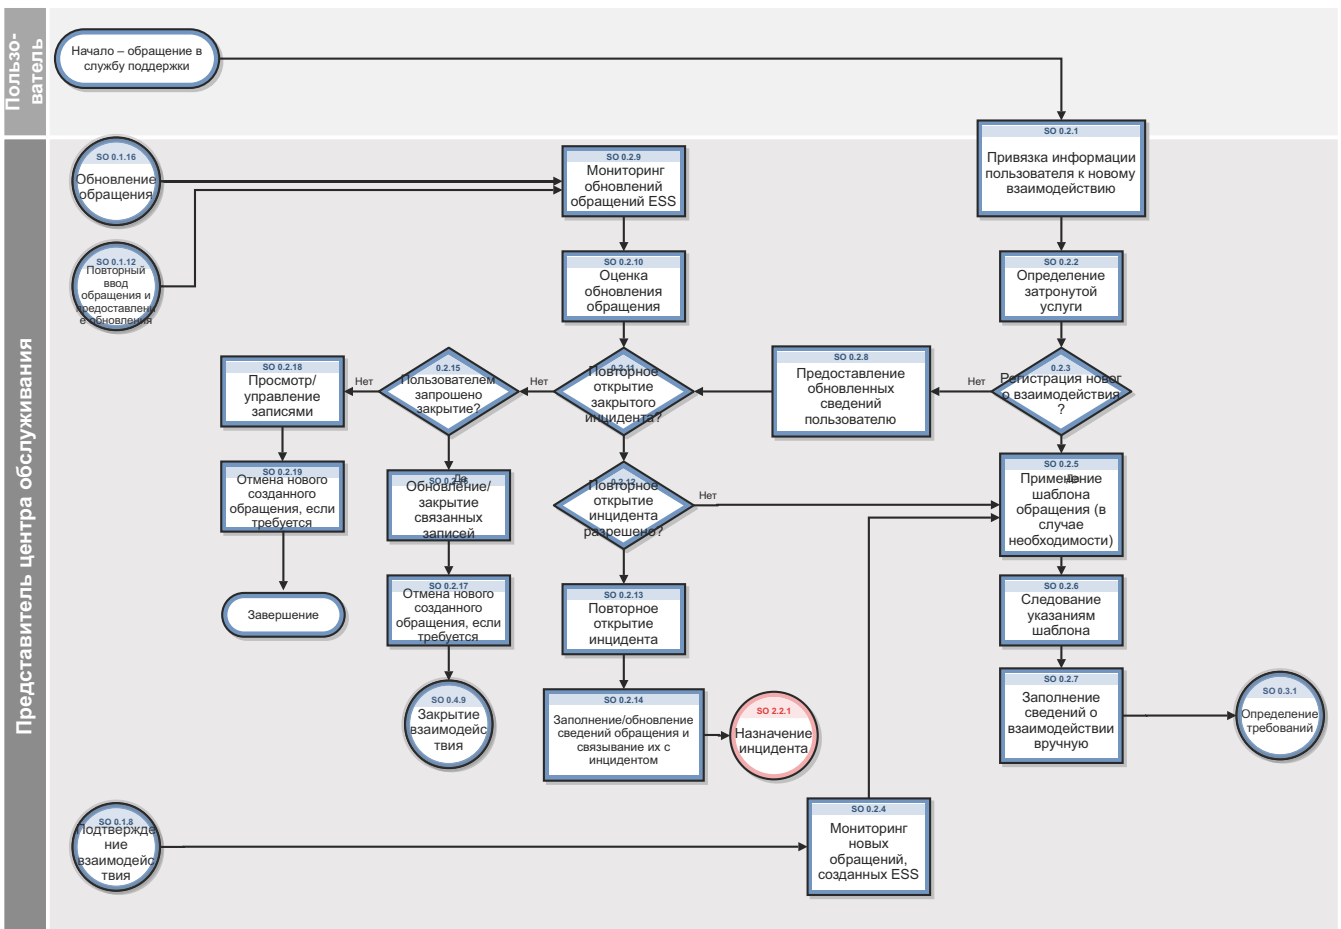 Пользо-
ватель
Начало – обращение в
службу поддержки
SO 0.2.1
Привязка информации
пользователя к новому
взаимодействию
Представитель центра обслуживания
SO 0.1.16
Обновление
обращения
SO 0.2.9
Мониторинг
обновлений
обращений ESS
SO 0.1.12
Повторный
ввод
обращения и
предоставлени
е обновления
SO 0.2.10
Оценка
обновления
обращения
SO 0.2.2
Определение
затронутой
услуги
SO 0.2.18
Просмотр/
управление
записями
Нет
0.2.15
Пользователем
запрошено
закрытие?
Нет
Повторное
открытие
закрытого
инцидента?
SO 0.2.8
Предоставление
обновленных
сведений
пользователю
Нет
0.2.3
Регистрация новог
о взаимодействия
?
SO 0.2.19
Отмена нового
созданного
обращения, если
требуется
Да
Обновление/
закрытие
связанных
записей
Повторное
открытие
инцидента
разрешено?
Нет
SO 0.2.5
Да
Применение
шаблона
обращения (в
случае
необходимости)
Завершение
SO 0.2.17
Отмена нового
созданного
обращения, если
требуется
SO 0.2.13
Повторное
открытие
инцидента
SO 0.2.6
Следование
указаниям
шаблона
SO 0.4.9
Закрытие
взаимодейс
твия
SO 0.2.14
Заполнение/обновление
сведений обращения и
связывание их с
инцидентом
SO 2.2.1
Назначение
инцидента
SO 0.2.7
Заполнение
сведений о
взаимодействии
вручную
SO 0.3.1
Определение
требований
SO 0.1.8
Подтвержде
ние
взаимодейс
твия
SO 0.2.4
Мониторинг
новых
обращений,
созданных ESS